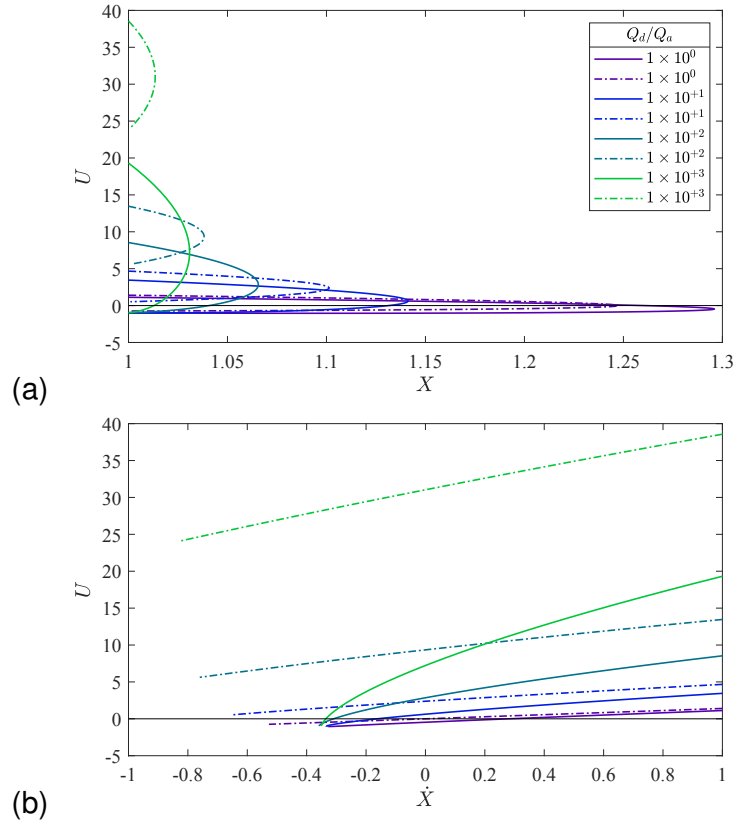 40
35
30
25
20
15
10
5
0
-5
U
1
1.05
1.1
1.15
1.2
1.25
1.3
X
Q_d/Q_a
1 × 10^0
1 × 10^0
1 × 10^{+1}
1 × 10^{+1}
1 × 10^{+2}
1 × 10^{+2}
1 × 10^{+3}
1 × 10^{+3}
(a)
40
35
30
25
20
15
10
5
0
-5
U
-1
-0.8
-0.6
-0.4
-0.2
0
0.2
0.4
0.6
0.8
1
Ẋ
(b)